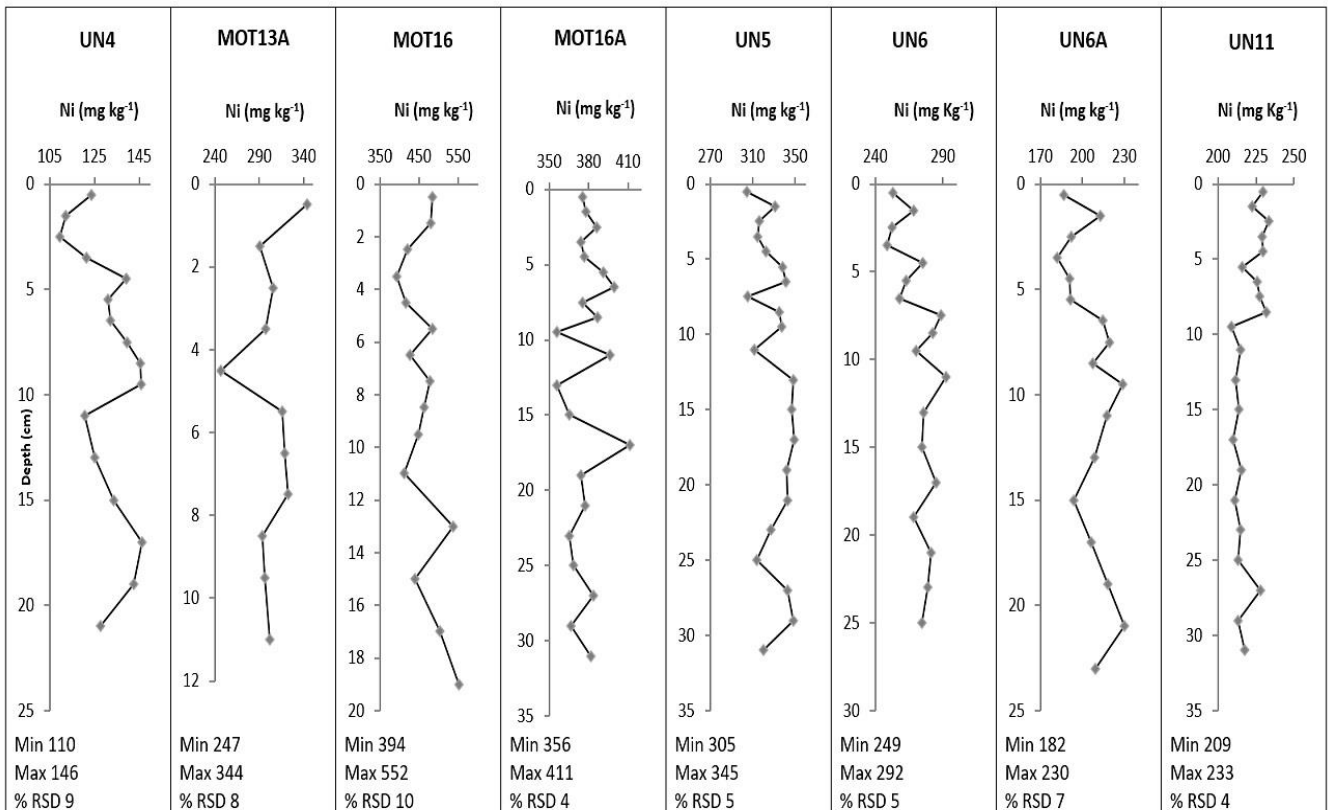 UN4
Ni (mg kg⁻¹)
105 125 145
0
5
10
15
20
25
Depth (cm)
Min 110
Max 146
% RSD 9
MOT13A
Ni (mg kg⁻¹)
240 290 340
0
2
4
6
8
10
12
Min 247
Max 344
% RSD 8
MOT16
Ni (mg kg⁻¹)
350 450 550
0
2
4
6
8
10
12
14
16
18
20
Min 394
Max 552
% RSD 10
MOT16A
Ni (mg kg⁻¹)
350 380 410
0
5
10
15
20
25
30
35
Min 356
Max 411
% RSD 4
UN5
Ni (mg kg⁻¹)
270 310 350
0
5
10
15
20
25
30
35
Min 305
Max 345
% RSD 5
UN6
Ni (mg Kg⁻¹)
240 290
0
5
10
15
20
25
30
Min 249
Max 292
% RSD 5
UN6A
Ni (mg kg⁻¹)
170 200 230
0
5
10
15
20
25
Min 182
Max 230
% RSD 7
UN11
Ni (mg Kg⁻¹)
200 225 250
0
5
10
15
20
25
30
35
Min 209
Max 233
% RSD 4